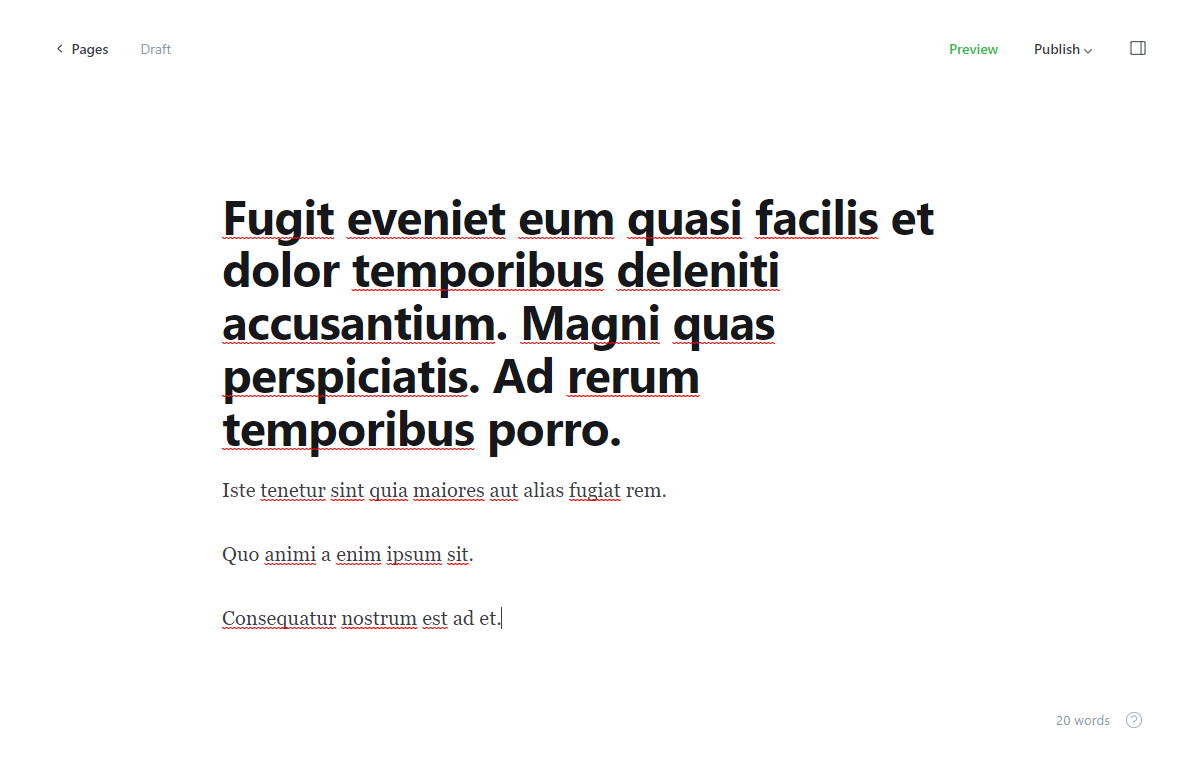 Pages
Draft
Preview
Publish
Fugit eveniet eum quasi facilis et
dolor temporibus deleniti
accusantium. Magni quas
perspiciatis. Ad rerum
temporibus porro.
Iste tenetur sint quia maiores aut alias fugiat rem.
Quo animi a enim ipsum sit.
Consequatur nostrum est ad et.
20 words
?